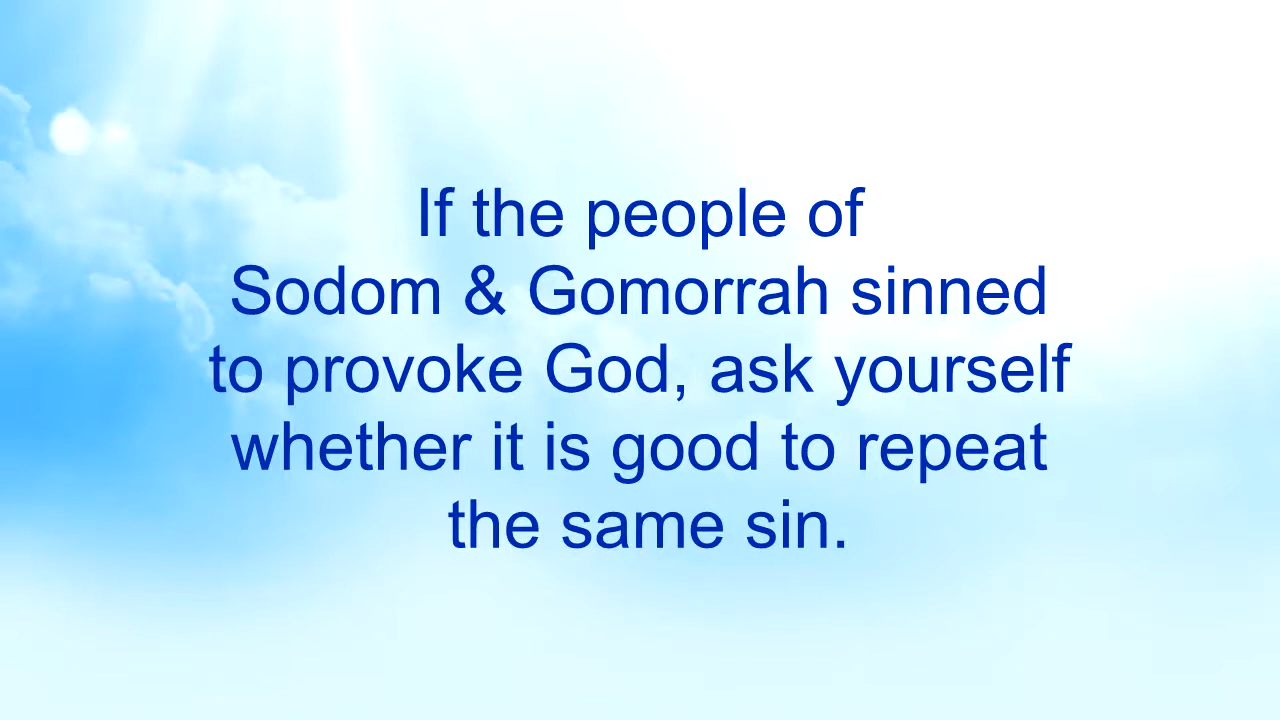 If the people of
Sodom & Gomorrah sinned
to provoke God, ask yourself
whether it is good to repeat
the same sin.